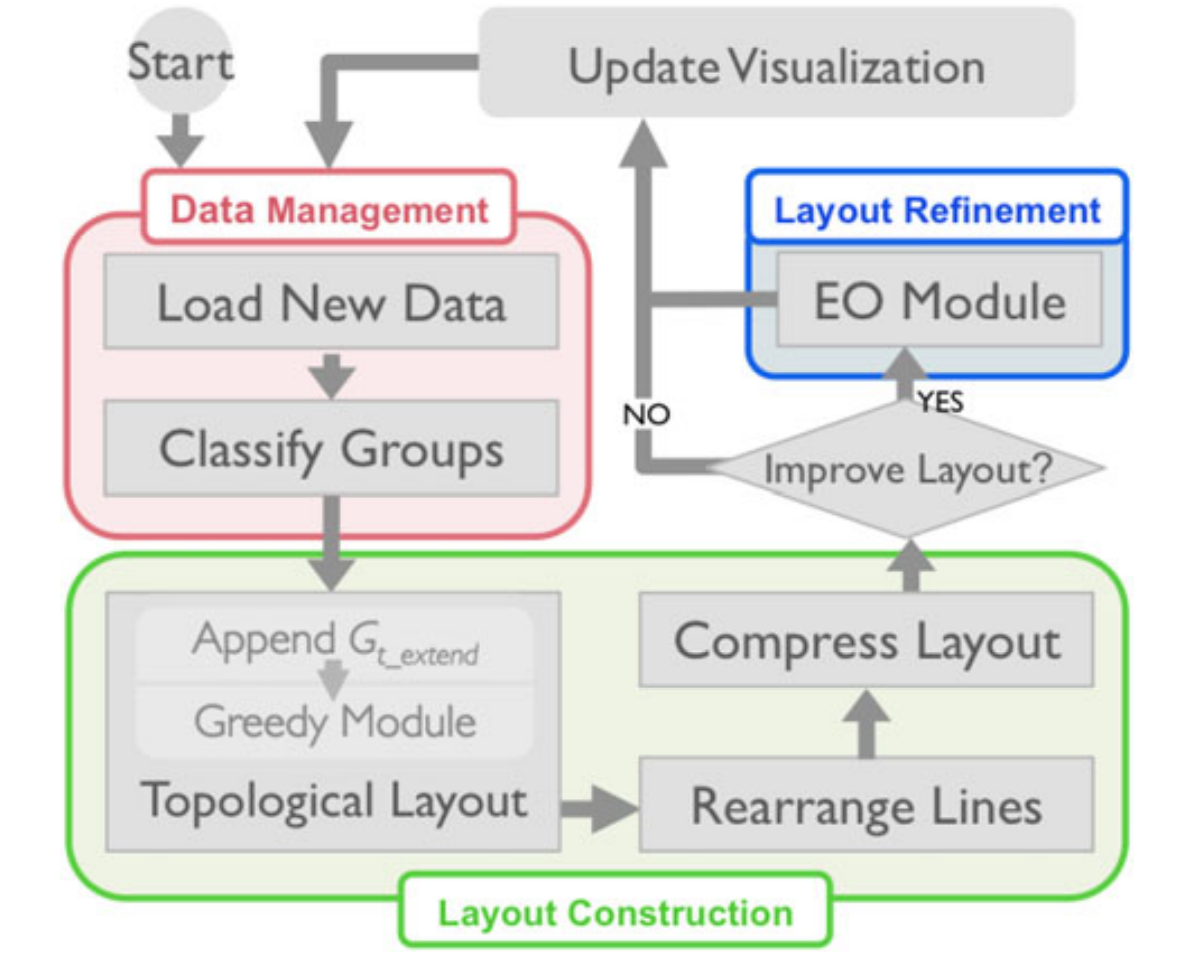 Start
Update Visualization
Data Management
Load New Data
Classify Groups
Layout Refinement
EO Module
YES
NO
Improve Layout?
Append G_{t_extend}
Greedy Module
Topological Layout
Compress Layout
Rearrange Lines
Layout Construction